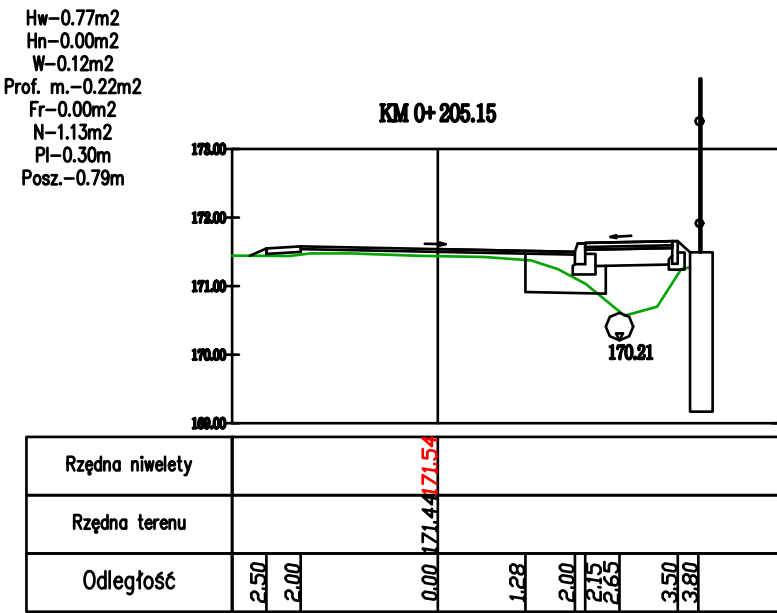 Hw-0.77m2
Hn-0.00m2
W-0.12m2
Prof. m.-0.22m2
Fr-0.00m2
N-1.13m2
Pl-0.30m
Posz.-0.79m
KM 0+205.15
173.00
172.00
171.00
170.00
169.00
170.21
Rzędna niwelety
171.54
Rzędna terenu
171.44
Odległość
2.50 2.00 0.00 1.28 2.00 2.15 2.65 3.50 3.80